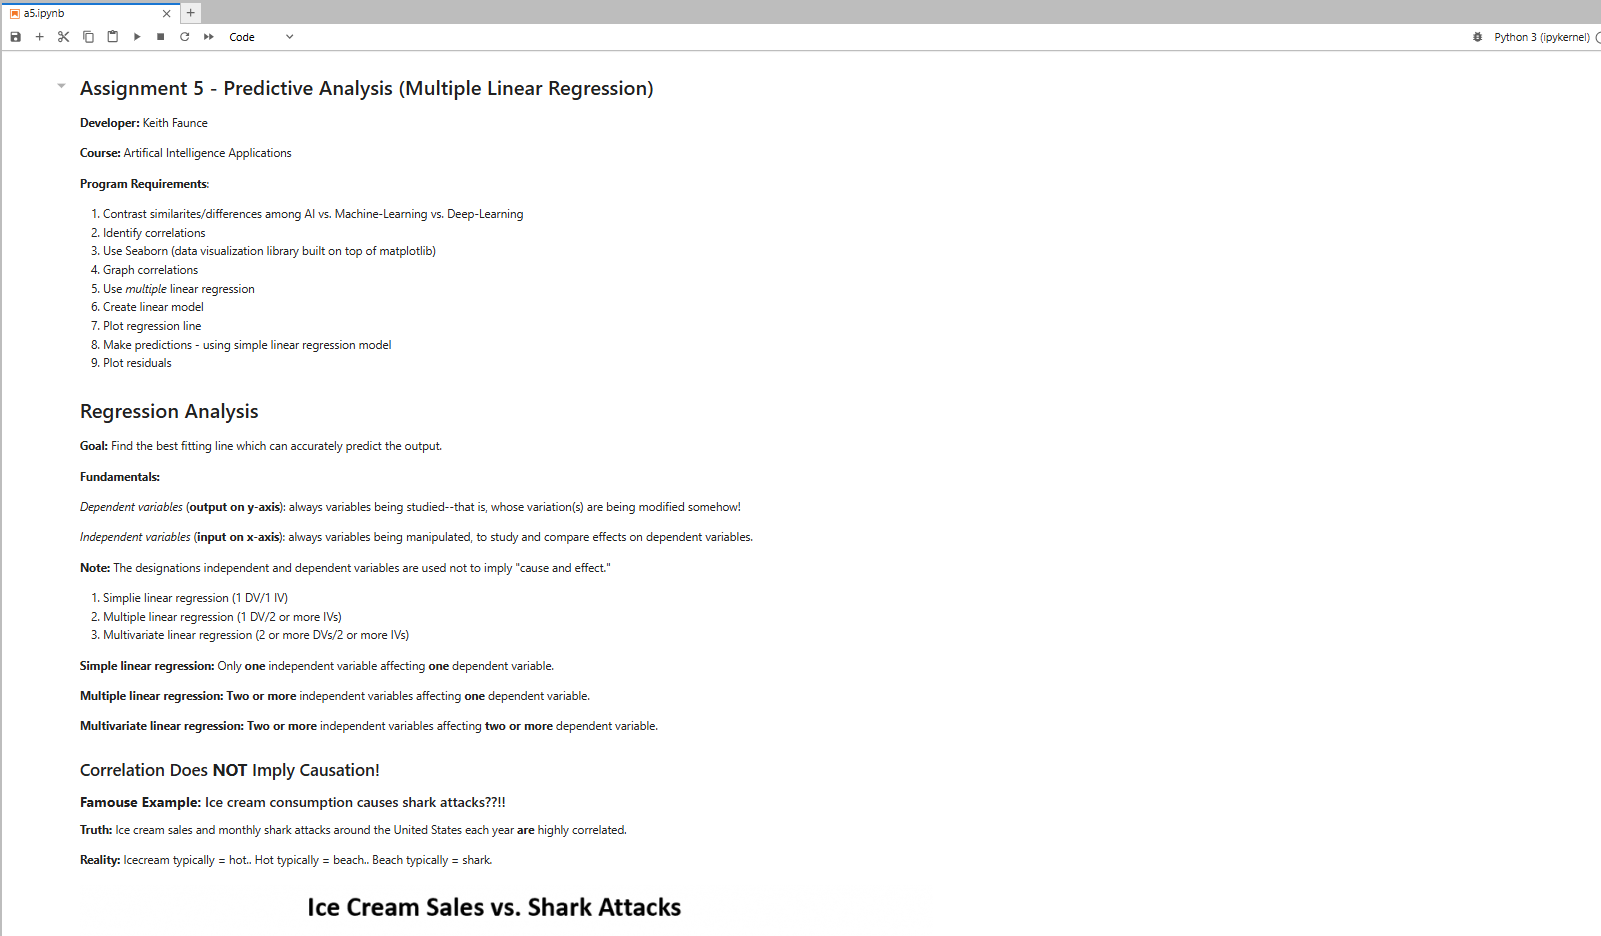 a5.ipynb
Code
Python 3 (ipykernel)
Assignment 5 - Predictive Analysis (Multiple Linear Regression)
Developer: Keith Faunce
Course: Artifical Intelligence Applications
Program Requirements:
1. Contrast similarites/differences among AI vs. Machine-Learning vs. Deep-Learning
2. Identify correlations
3. Use Seaborn (data visualization library built on top of matplotlib)
4. Graph correlations
5. Use multiple linear regression
6. Create linear model
7. Plot regression line
8. Make predictions - using simple linear regression model
9. Plot residuals
Regression Analysis
Goal: Find the best fitting line which can accurately predict the output.
Fundamentals:
Dependent variables (output on y-axis): always variables being studied--that is, whose variation(s) are being modified somehow!
Independent variables (input on x-axis): always variables being manipulated, to study and compare effects on dependent variables.
Note: The designations independent and dependent variables are used not to imply "cause and effect."
1. Simplie linear regression (1 DV/1 IV)
2. Multiple linear regression (1 DV/2 or more IVs)
3. Multivariate linear regression (2 or more DVs/2 or more IVs)
Simple linear regression: Only one independent variable affecting one dependent variable.
Multiple linear regression: Two or more independent variables affecting one dependent variable.
Multivariate linear regression: Two or more independent variables affecting two or more dependent variable.
Correlation Does NOT Imply Causation!
Famouse Example: Ice cream consumption causes shark attacks??!!
Truth: Ice cream sales and monthly shark attacks around the United States each year are highly correlated.
Reality: Icecream typically = hot.. Hot typically = beach.. Beach typically = shark.
Ice Cream Sales vs. Shark Attacks